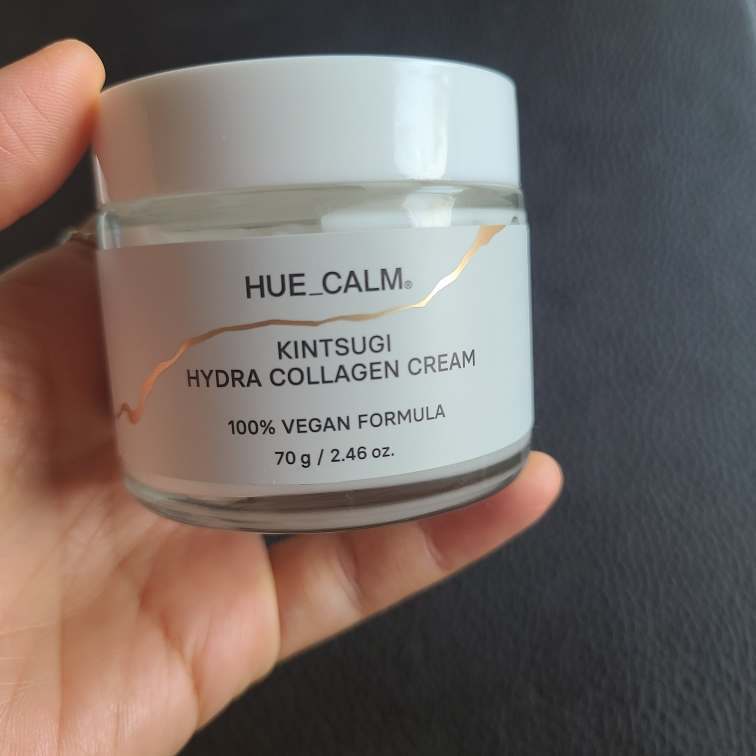 HUE_CALM®
KINTSUGI
HYDRA COLLAGEN CREAM
100% VEGAN FORMULA
70 g / 2.46 oz.